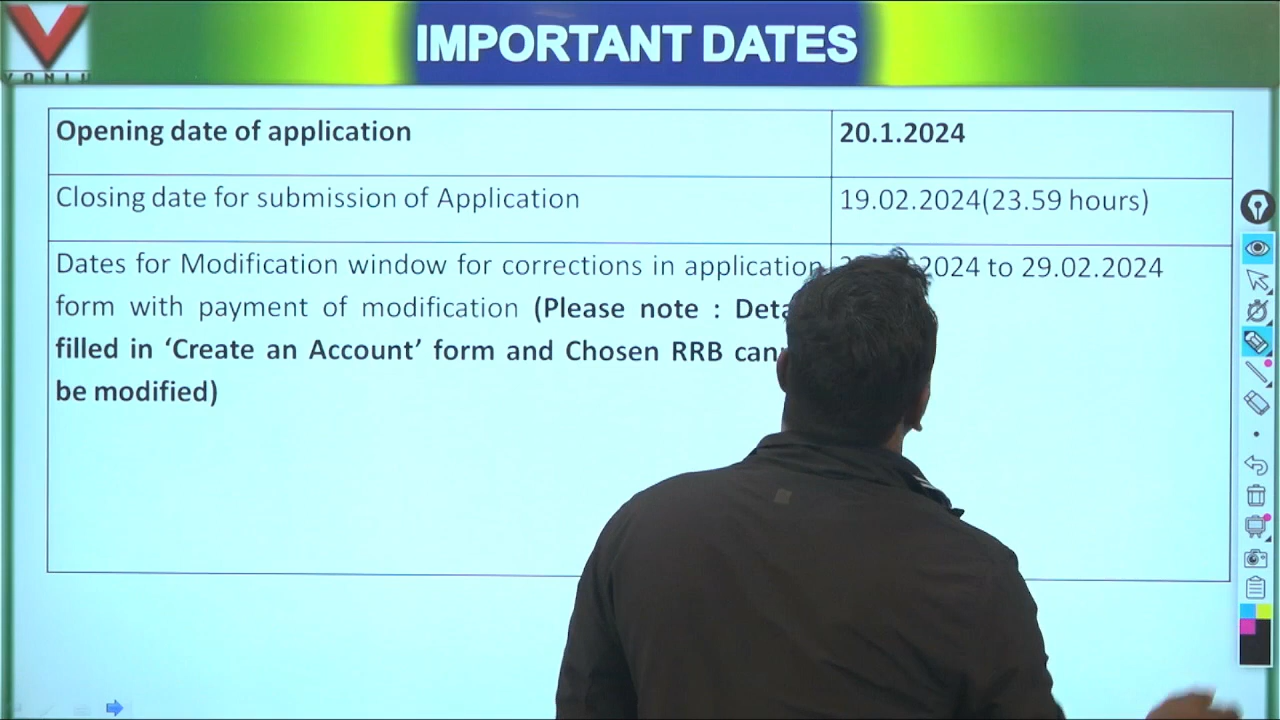 IMPORTANT DATES
Opening date of application
20.1.2024
Closing date for submission of Application
19.02.2024(23.59 hours)
Dates for Modification window for corrections in application
2024 to 29.02.2024
form with payment of modification (Please note :
filled in ‘Create an Account’ form and Chosen RRB
be modified)